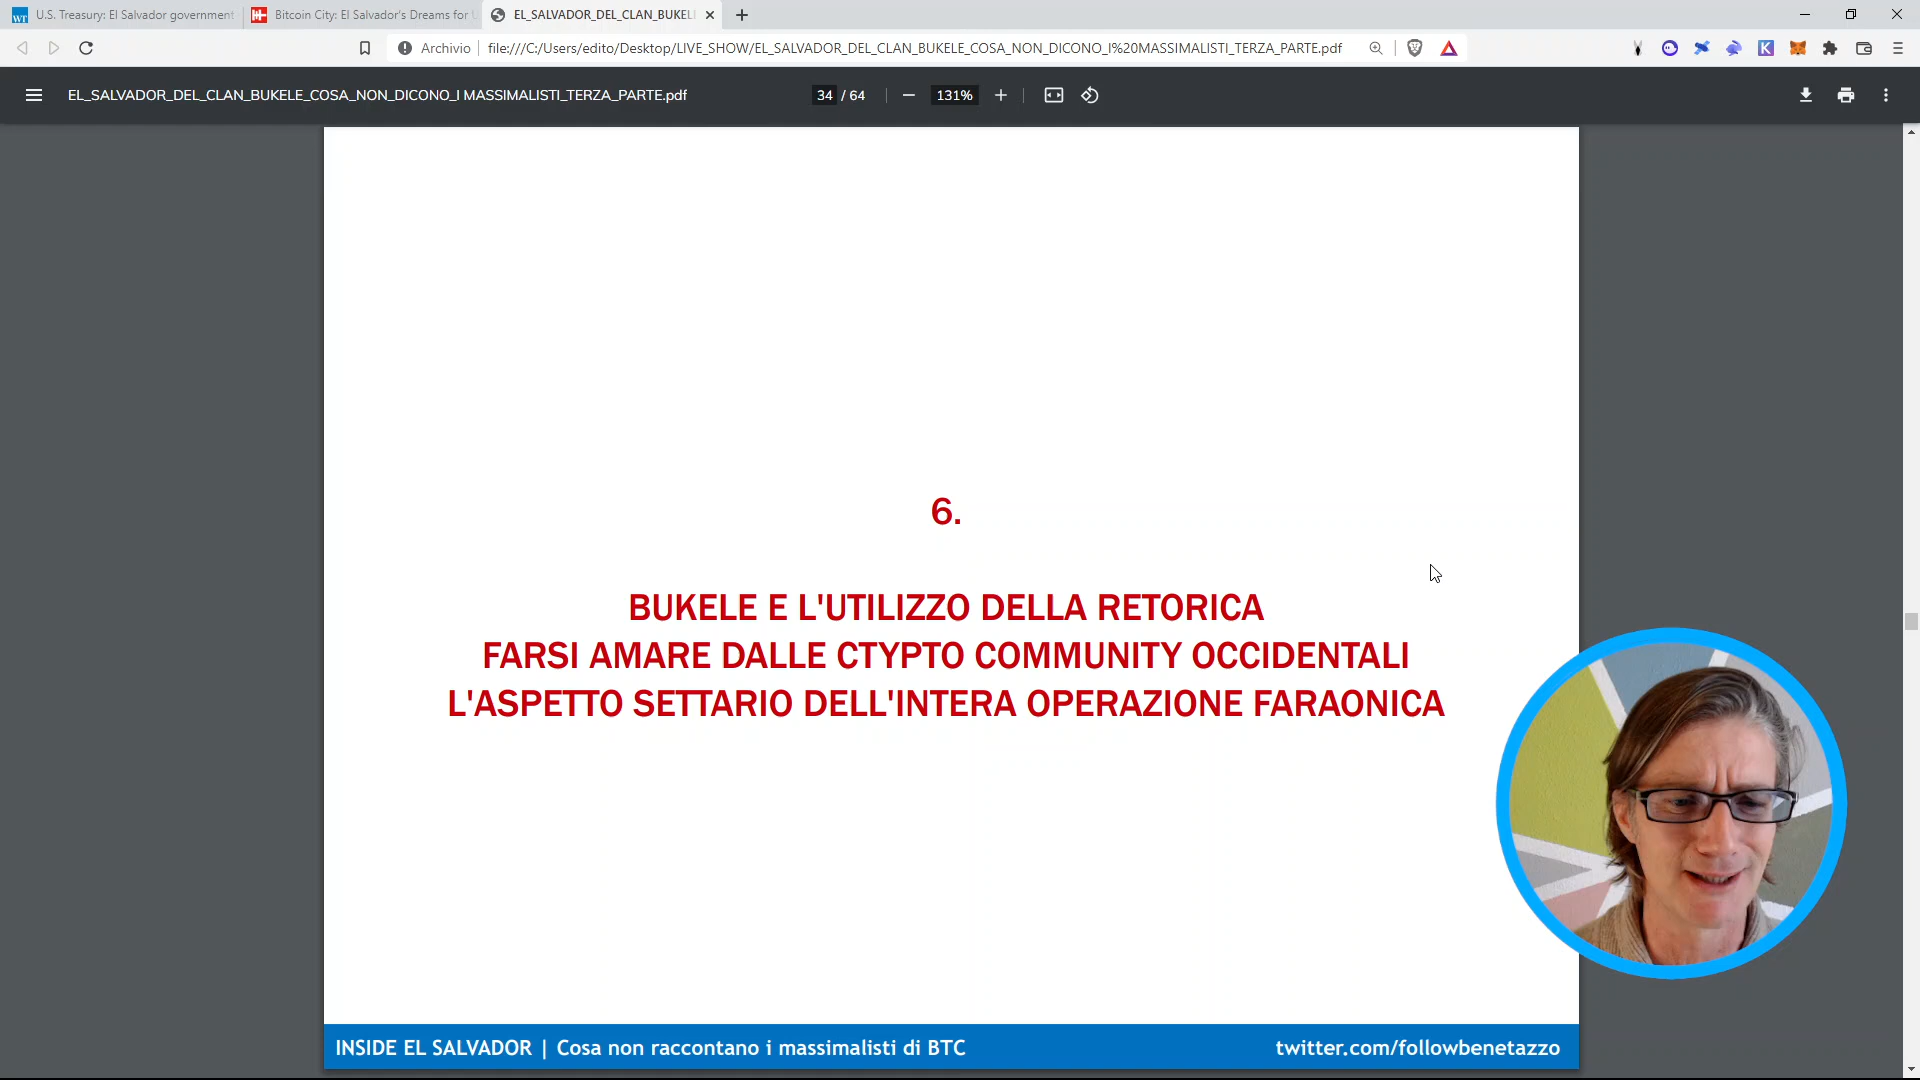 U.S. Treasury: El Salvador government
Bitcoin City: El Salvador's Dreams for
EL_SALVADOR_DEL_CLAN_BUKEL
Archivio
file:///C:/Users/edito/Desktop/LIVE_SHOW/EL_SALVADOR_DEL_CLAN_BUKELE_COSA_NON_DICONO_I%20MASSIMALISTI_TERZA_PARTE.pdf
EL_SALVADOR_DEL_CLAN_BUKELE_COSA_NON_DICONO_I MASSIMALISTI_TERZA_PARTE.pdf
34 / 64
131%
6.
BUKELE E L'UTILIZZO DELLA RETORICA
FARSI AMARE DALLE CTYPTO COMMUNITY OCCIDENTALI
L'ASPETTO SETTARIO DELL'INTERA OPERAZIONE FARAONICA
INSIDE EL SALVADOR | Cosa non raccontano i massimalisti di BTC
twitter.com/followbenetazzo